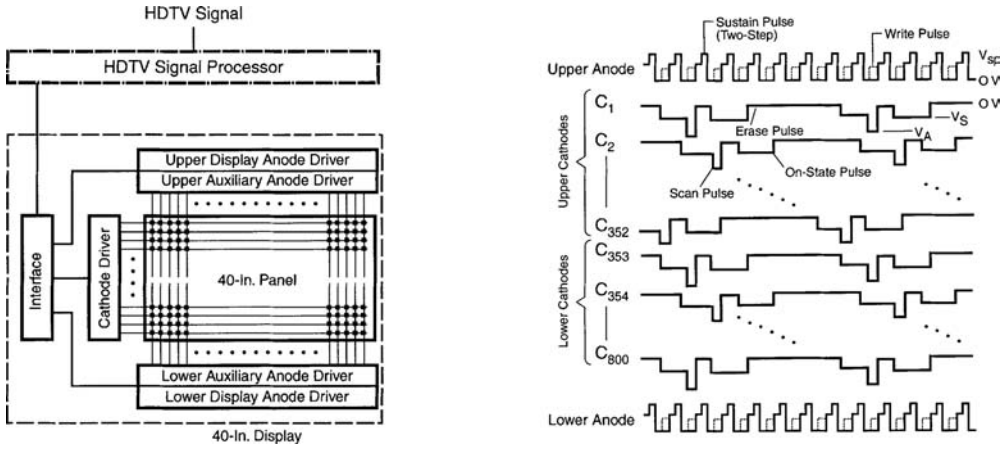 HDTV Signal
HDTV Signal Processor
Upper Display Anode Driver
Upper Auxiliary Anode Driver
Interface
Cathode Driver
40-In. Panel
Lower Auxiliary Anode Driver
Lower Display Anode Driver
40-In. Display
Sustain Pulse
(Two-Step)
Write Pulse
Upper Anode
Vsp
O V
Upper Cathodes
C1
O V
VS
Erase Pulse
VA
C2
Scan Pulse
On-State Pulse
C352
Lower Cathodes
C353
C354
C800
Lower Anode